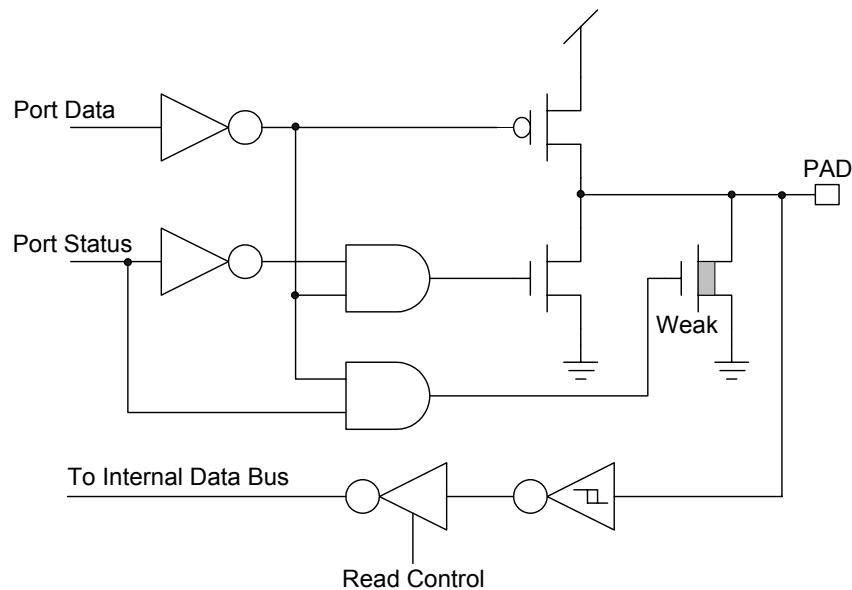 Port Data
PAD
Port Status
Weak
To Internal Data Bus
Read Control